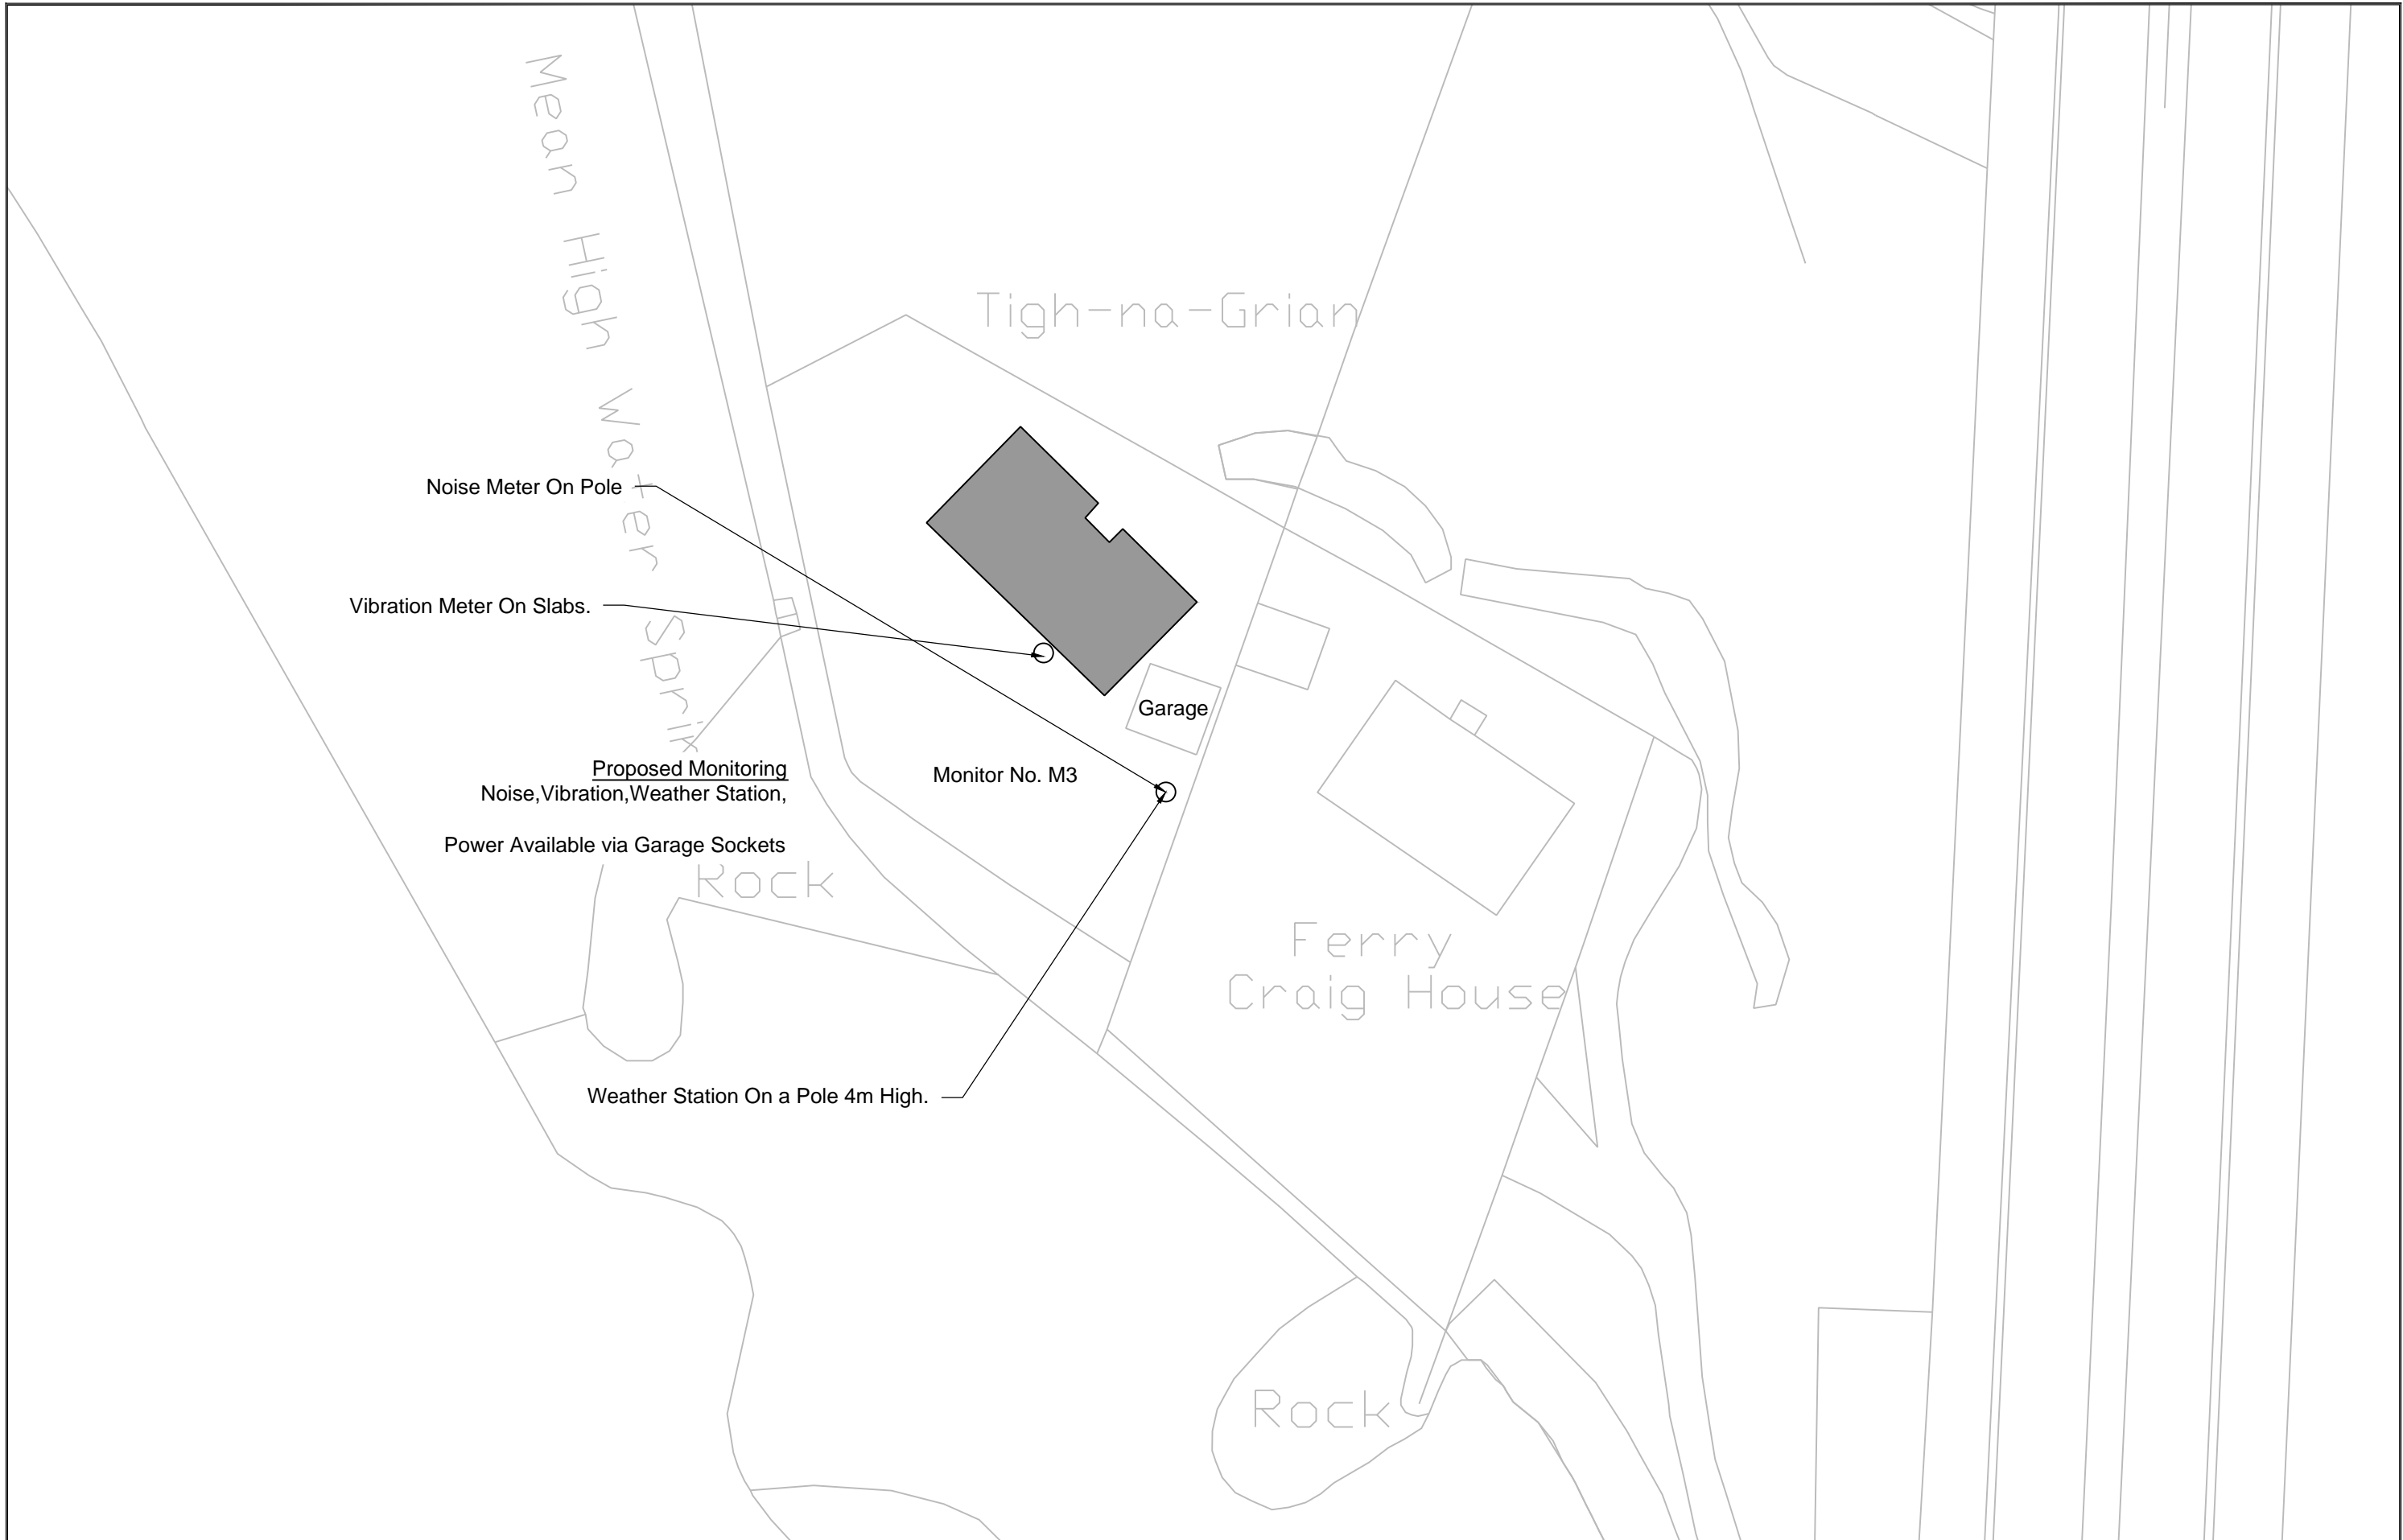 Mean High Water Spri
Tigh-na-Grian
Noise Meter On Pole
Vibration Meter On Slabs.
Garage
Proposed Monitoring
Noise,Vibration,Weather Station,
Power Available via Garage Sockets
Monitor No. M3
Rock
Ferry
Craig House
Weather Station On a Pole 4m High.
Rock